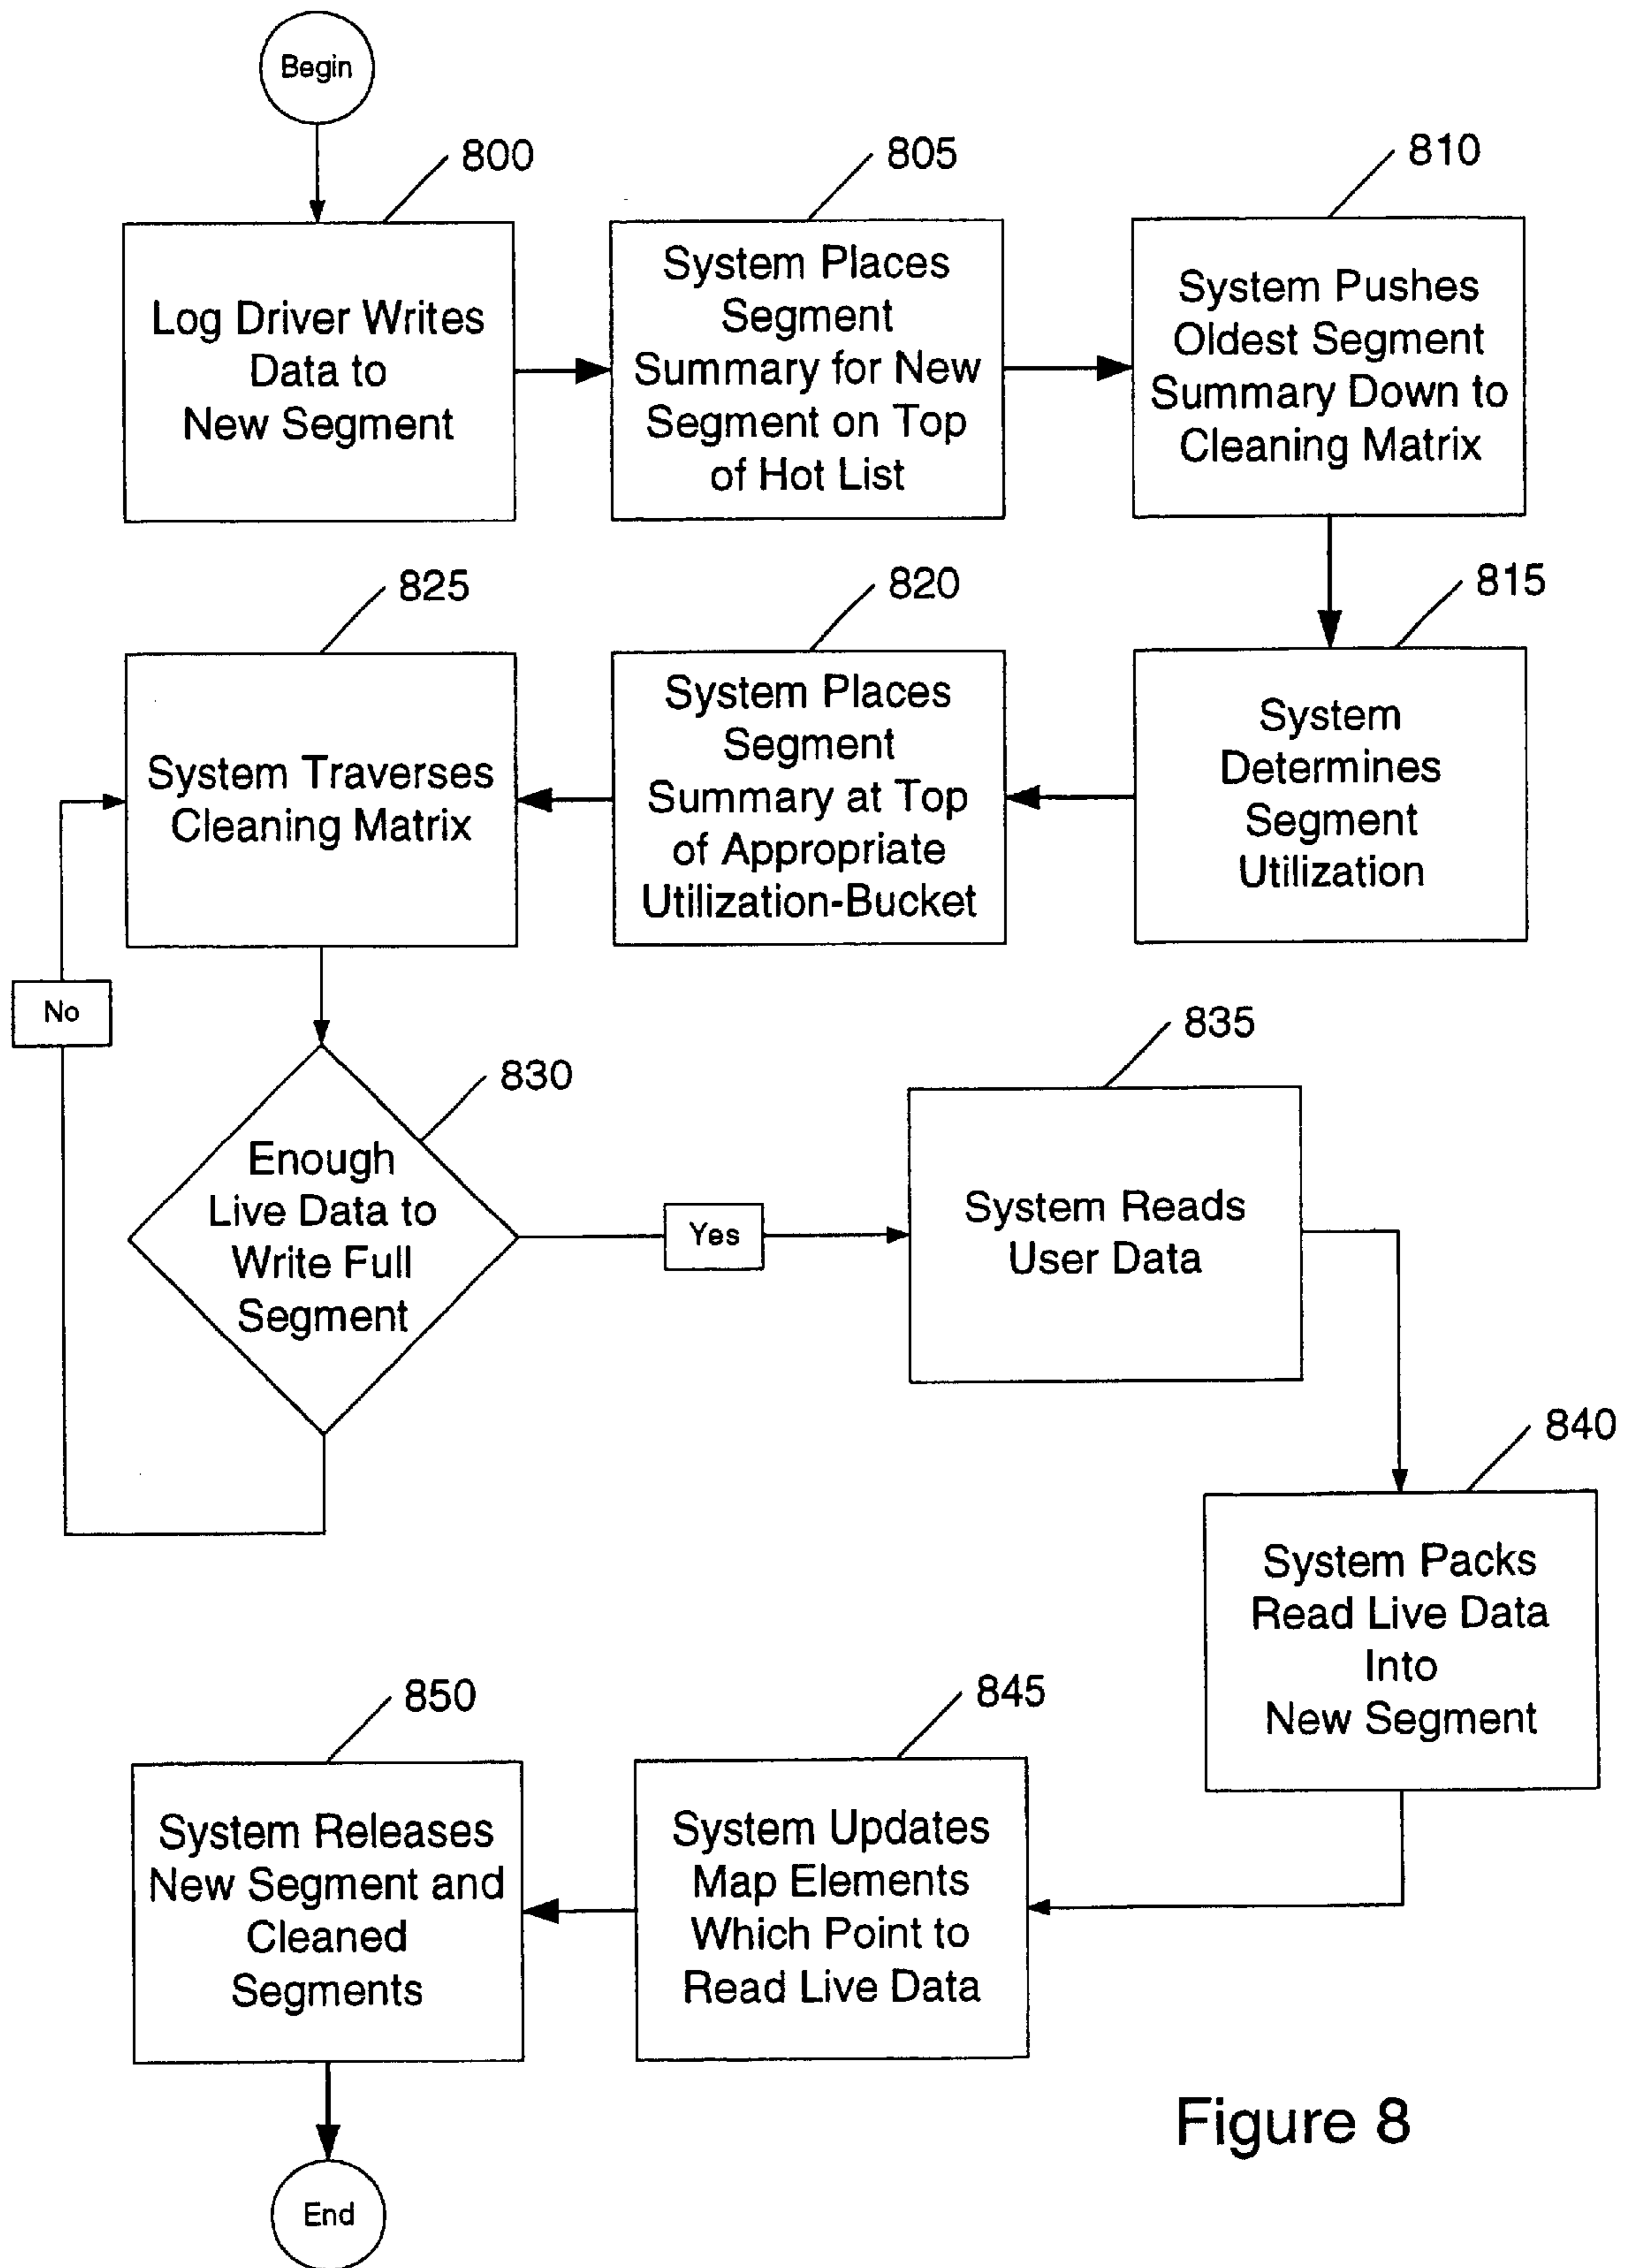 Begin
800
Log Driver Writes
Data to
New Segment
805
System Places
Segment
Summary for New
Segment on Top
of Hot List
810
System Pushes
Oldest Segment
Summary Down to
Cleaning Matrix
815
System
Determines
Segment
Utilization
820
System Places
Segment
Summary at Top
of Appropriate
Utilization-Bucket
825
System Traverses
Cleaning Matrix
No
830
Enough
Live Data to
Write Full
Segment
Yes
835
System Reads
User Data
840
System Packs
Read Live Data
Into
New Segment
845
System Updates
Map Elements
Which Point to
Read Live Data
850
System Releases
New Segment and
Cleaned
Segments
End
Figure 8